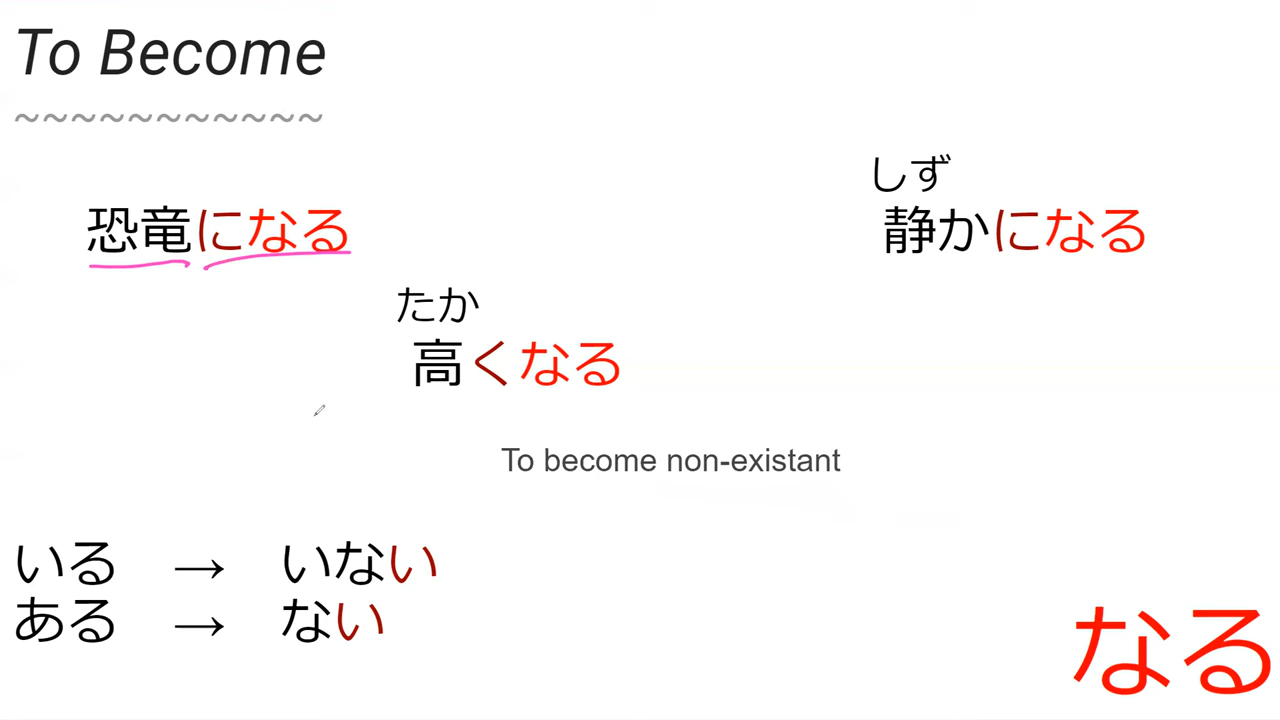 To Become
~~~~~~~~~~~
しず
恐竜になる
静かになる
たか
高くなる
To become non-existant
いる → いない
ある → ない
なる